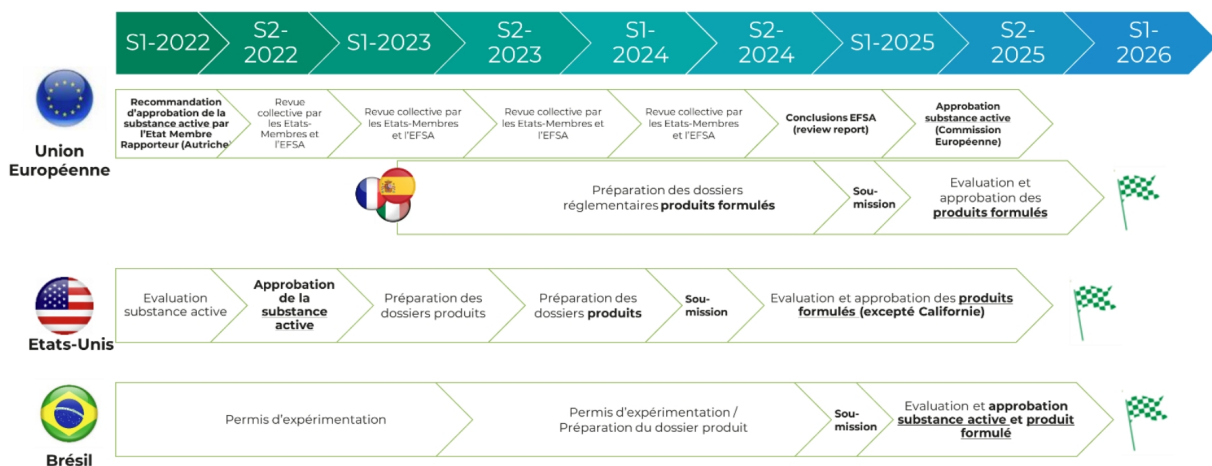 S1-2022
S2-
2022
S1-2023
S2-
2023
S1-
2024
S2-
2024
S1-2025
S2-
2025
S1-
2026
Union
Européenne
Recommandation
d'approbation de la
substance active par
l'Etat Membre
Rapporteur (Autriche)
Revue
collective par
les Etats-
Membres et
l'EFSA
Revue collective par
les Etats-Membres
et l'EFSA
Revue collective par
les Etats-Membres et
l'EFSA
Revue collective par
les Etats-Membres
et l'EFSA
Conclusions EFSA
(review report)
Approbation
substance active
(Commission
Européenne)
Préparation des dossiers
réglementaires produits formulés
Sou-
mission
Evaluation et
approbation des
produits formulés
Etats-Unis
Evaluation
substance active
Approbation
de la
substance
active
Préparation des
dossiers produits
Préparation des
dossiers produits
Sou-
mission
Evaluation et approbation des produits
formulés (excepté Californie)
Brésil
Permis d'expérimentation
Permis d'expérimentation /
Préparation du dossier produit
Sou-
mission
Evaluation et approbation
substance active et produit
formulé